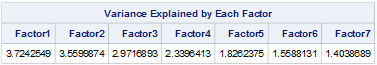 Variance Explained by Each Factor
Factor1 Factor2 Factor3 Factor4 Factor5 Factor6 Factor7
3.7242549 3.5599874 2.9716893 2.3396413 1.8262375 1.5588131 1.4038689